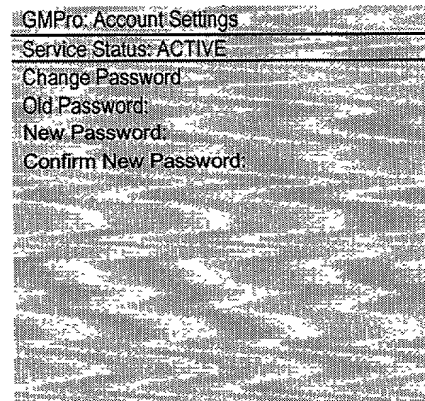 GMPro: Account Settings
Service Status: ACTIVE
Change Password
Old Password:
New Password:
Confirm New Password: